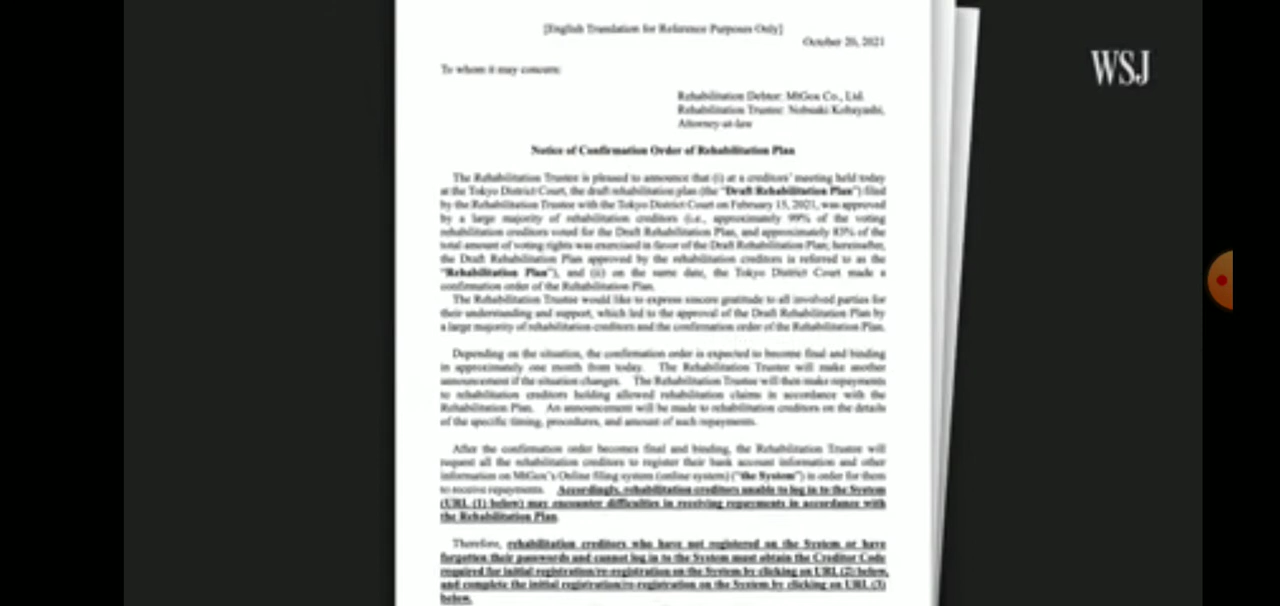 [English Translation for Reference Purposes Only]
October 20, 2021
WSJ
To whom it may concern:
Rehabilitation Debtor: MtGox Co., Ltd.
Rehabilitation Trustee: Nobuaki Kobayashi,
Attorney-at-law
Notice of Confirmation Order of Rehabilitation Plan
The Rehabilitation Trustee is pleased to announce that (i) at a creditors' meeting held today
at the Tokyo District Court, the draft rehabilitation plan (the "Draft Rehabilitation Plan") filed
by the Rehabilitation Trustee with the Tokyo District Court on February 15, 2021, was approved
by a large majority of rehabilitation creditors (i.e., approximately 99% of the voting
rehabilitation creditors voted for the Draft Rehabilitation Plan, and approximately 83% of the
total amount of voting rights was exercised in favor of the Draft Rehabilitation Plan; hereinafter,
the Draft Rehabilitation Plan approved by the rehabilitation creditors is referred to as the
"Rehabilitation Plan"), and (ii) on the same date, the Tokyo District Court made a
confirmation order of the Rehabilitation Plan.
The Rehabilitation Trustee would like to express sincere gratitude to all involved parties for
their understanding and support, which led to the approval of the Draft Rehabilitation Plan by
a large majority of rehabilitation creditors and the confirmation order of the Rehabilitation Plan.
Depending on the situation, the confirmation order is expected to become final and binding
in approximately one month from today. The Rehabilitation Trustee will make another
announcement if the situation changes. The Rehabilitation Trustee will then make repayments
to rehabilitation creditors holding allowed rehabilitation claims in accordance with the
Rehabilitation Plan. An announcement will be made to rehabilitation creditors on the details
of the specific timing, procedures, and amount of such repayments.
After the confirmation order becomes final and binding, the Rehabilitation Trustee will
request all the rehabilitation creditors to register their bank account information and other
information on MtGox's Online filing system (online system) ("the System") in order for them
to receive repayments. Accordingly, rehabilitation creditors unable to log in to the System
(URL (1) below) may encounter difficulties in receiving repayments in accordance with
the Rehabilitation Plan.
Therefore, rehabilitation creditors who have not registered on the System or have
forgotten their passwords and cannot log in to the System must obtain the Creditor Code
required for initial registration/re-registration on the System by clicking on URL (2) below,
and complete the initial registration/re-registration on the System by clicking on URL (3)
below.